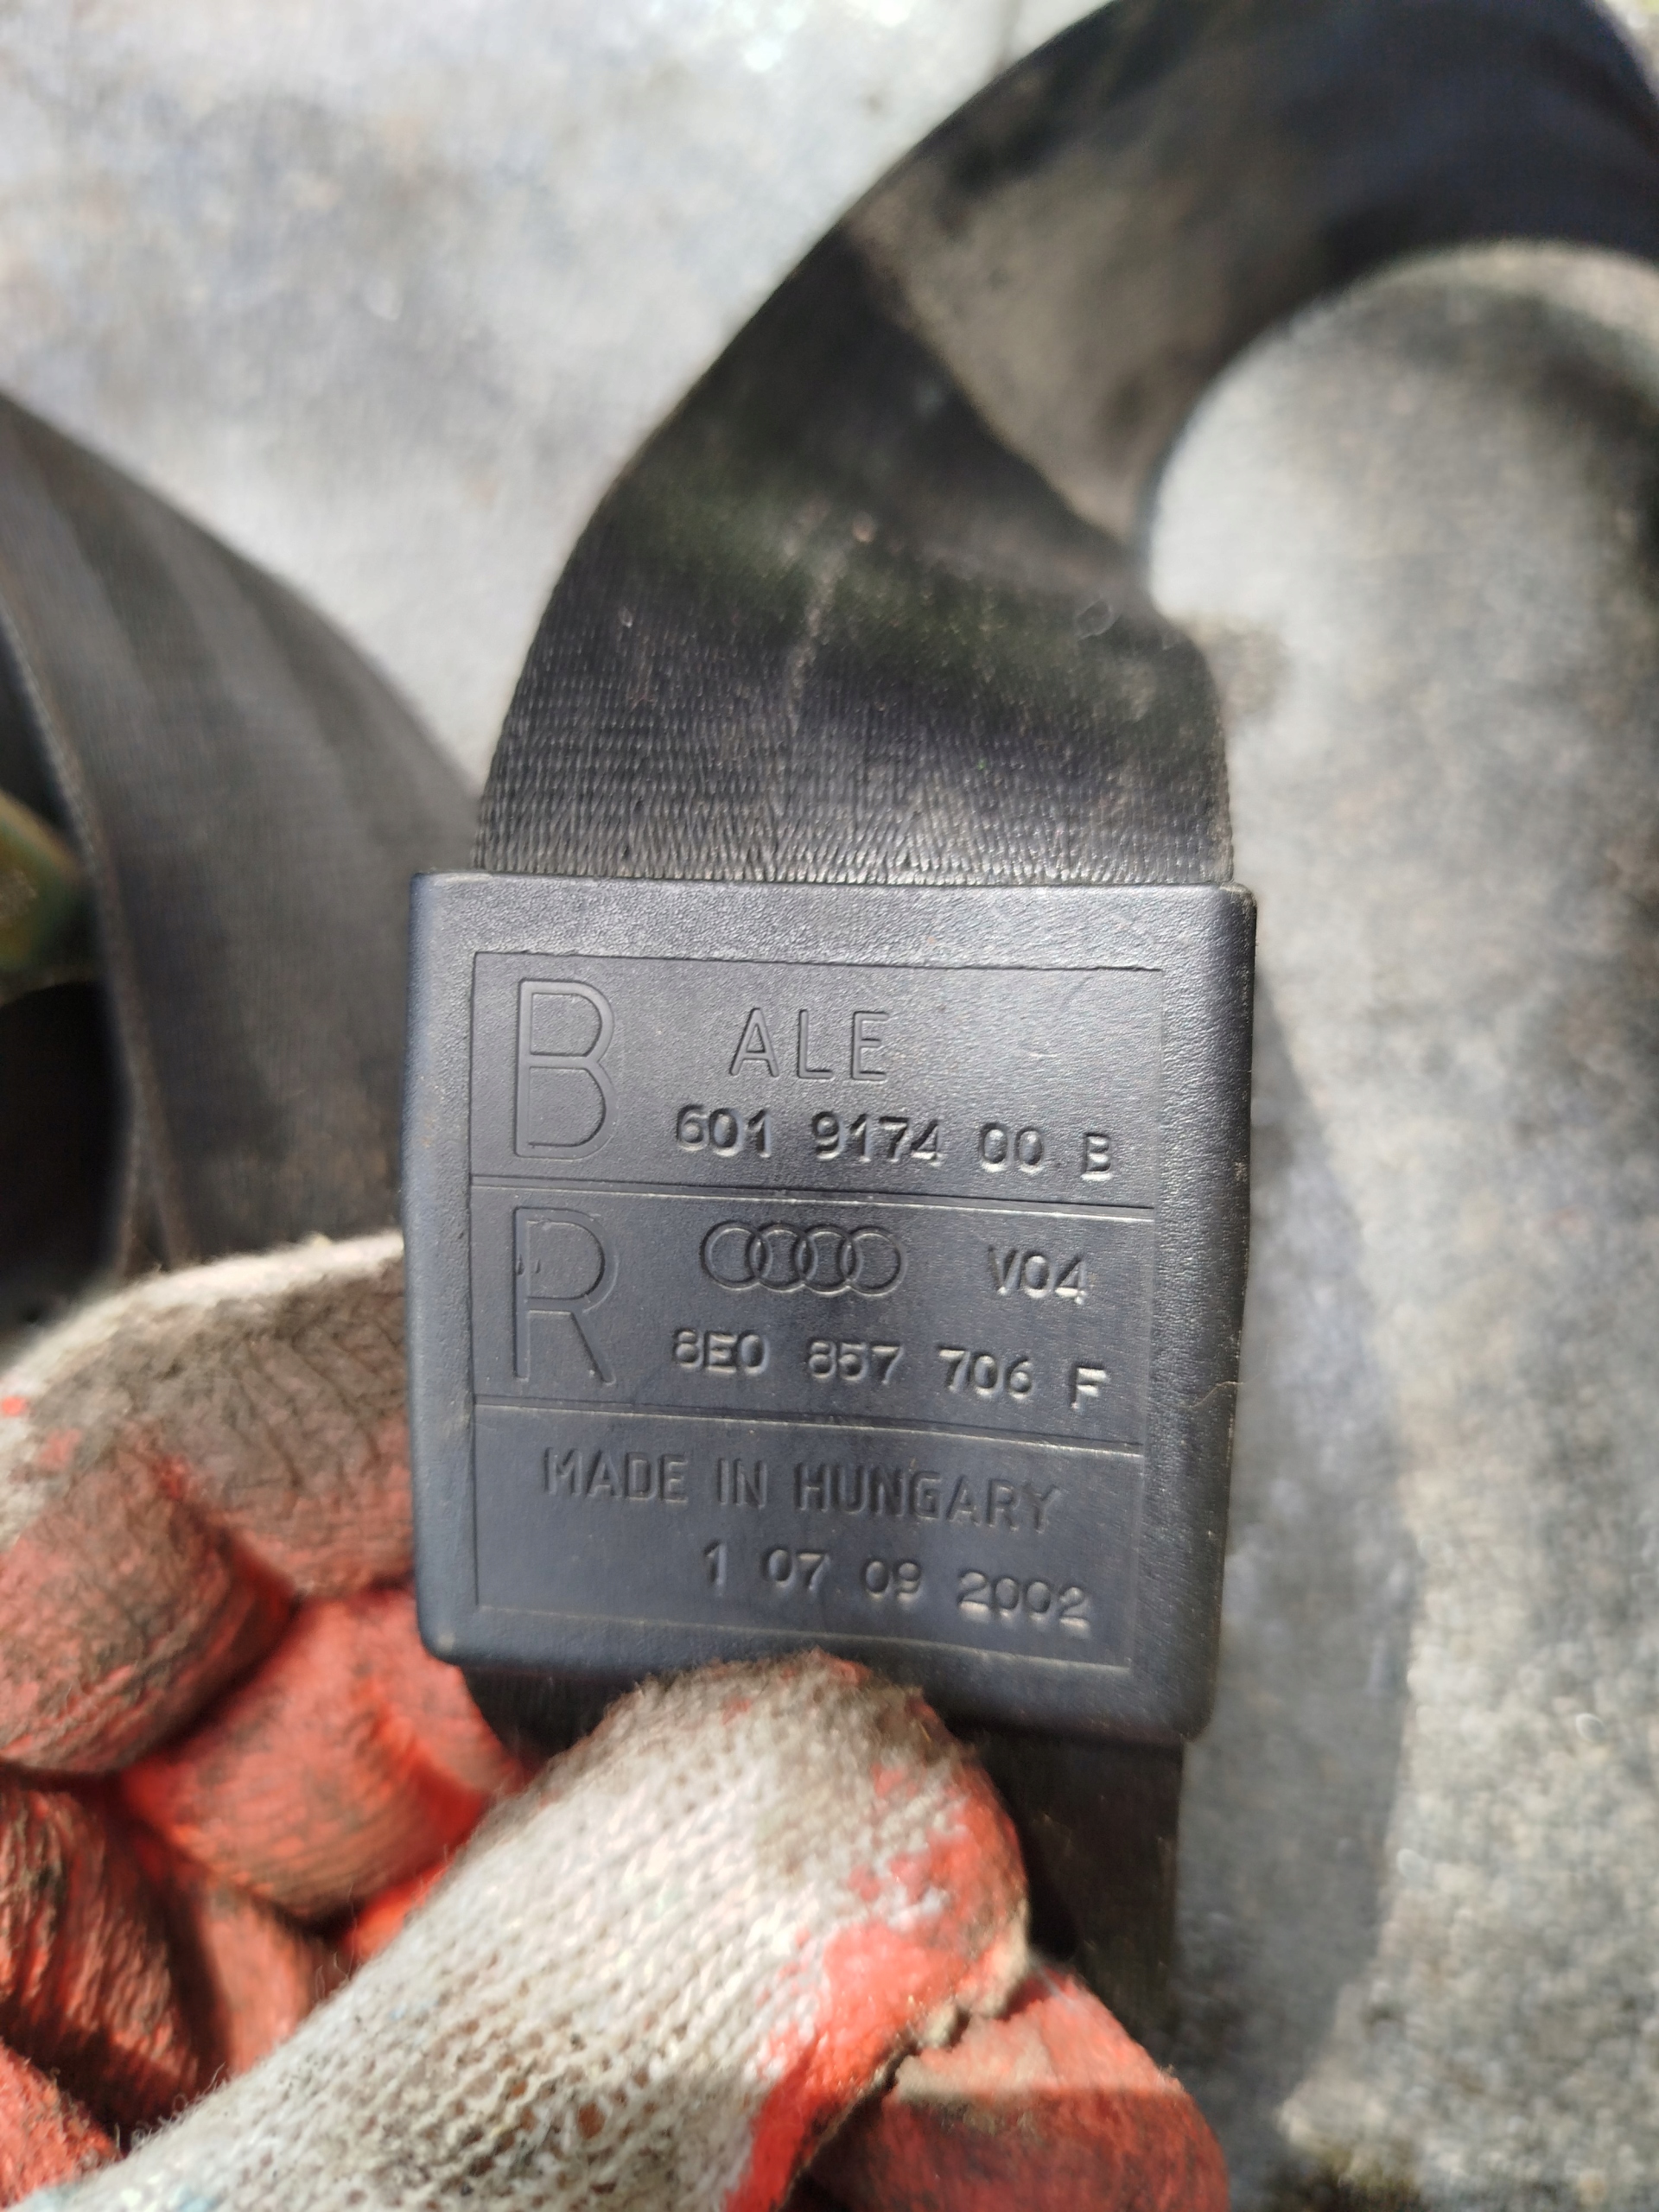 B ALE
601 9174 00 B
R V04
8E0 857 706 F
MADE IN HUNGARY
1 07 09 2002